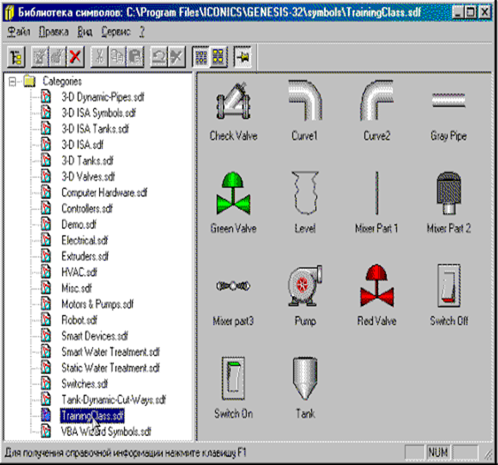 Библиотека символов: C:\Program Files\ICONICS\GENESIS-32\symbols\TrainingClass.sdf
Файл Правка Вид Сервис ?
Categories
3-D Dynamic-Pipes.sdf
3-D ISA Symbols.sdf
3-D ISA Tanks.sdf
3-D ISA.sdf
3-D Tanks.sdf
3-D Valves.sdf
Computer Hardware.sdf
Controllers.sdf
Demo.sdf
Electrical.sdf
Extruders.sdf
HVAC.sdf
Misc.sdf
Motors & Pumps.sdf
Robot.sdf
Smart Devices.sdf
Smart Water Treatment.sdf
Static Water Treatment.sdf
Switches.sdf
Tank-Dynamic-Cut-Ways.sdf
TrainingClass.sdf
VBA Wizard Symbols.sdf
Check Valve Curve1 Curve2 Gray Pipe
Green Valve Level Mixer Part 1 Mixer Part 2
Mixer part3 Pump Red Valve Switch Off
Switch On Tank
Для получения справочной информации нажмите клавишу F1 NUM